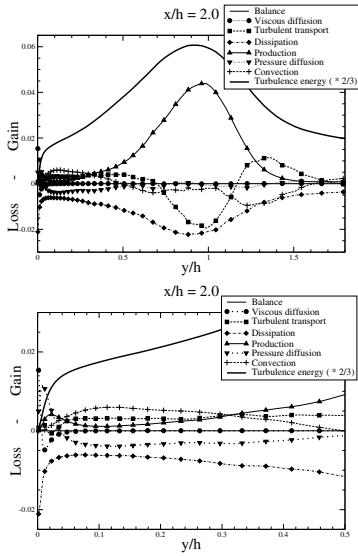 x/h = 2.0
Balance
Viscous diffusion
Turbulent transport
Dissipation
Production
Pressure diffusion
Convection
Turbulence energy ( * 2/3)
0.06
0.04
0.02
0
-0.02
Loss - Gain
0
0.5
1
1.5
y/h
x/h = 2.0
Balance
Viscous diffusion
Turbulent transport
Dissipation
Production
Pressure diffusion
Convection
Turbulence energy ( * 2/3)
0.02
0
-0.02
Loss - Gain
0
0.1
0.2
0.3
0.4
0.5
y/h